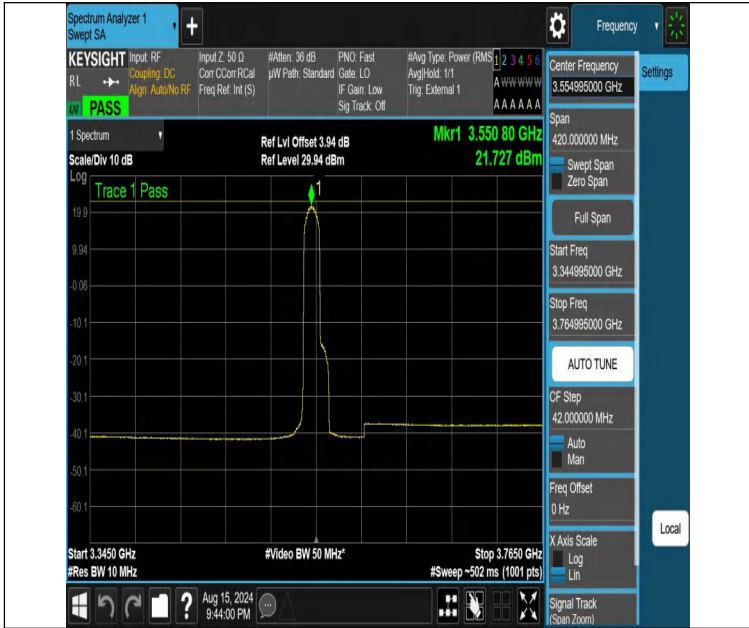 Spectrum Analyzer 1
Swept SA
+
Frequency
KEYSIGHT
RL
PASS
Input: RF
Coupling: DC
Align: Auto/No RF
Input Z: 50 Ω
Corr CCorr RCal
Freq Ref: Int (S)
#Atten: 36 dB
µW Path: Standard
PNO: Fast
Gate: LO
IF Gain: Low
Sig Track: Off
#Avg Type: Power (RMS
Avg|Hold: 1/1
Trig: External 1
1 2 3 4 5 6
A W W W W W
A A A A A A
1 Spectrum
Scale/Div 10 dB
Ref Lvl Offset 3.94 dB
Ref Level 29.94 dBm
Mkr1 3.550 80 GHz
21.727 dBm
Log
Trace 1 Pass
1
19.9
9.94
-0.06
-10.1
-20.1
-30.1
-40.1
-50.1
-60.1
Start 3.3450 GHz
#Res BW 10 MHz
#Video BW 50 MHz*
Stop 3.7650 GHz
#Sweep ~502 ms (1001 pts)
Center Frequency
3.554995000 GHz
Settings
Span
420.000000 MHz
Swept Span
Zero Span
Full Span
Start Freq
3.344995000 GHz
Stop Freq
3.764995000 GHz
AUTO TUNE
CF Step
42.000000 MHz
Auto
Man
Freq Offset
0 Hz
X Axis Scale
Log
Lin
Local
Signal Track
(Span Zoom)
?
Aug 15, 2024
9:44:00 PM